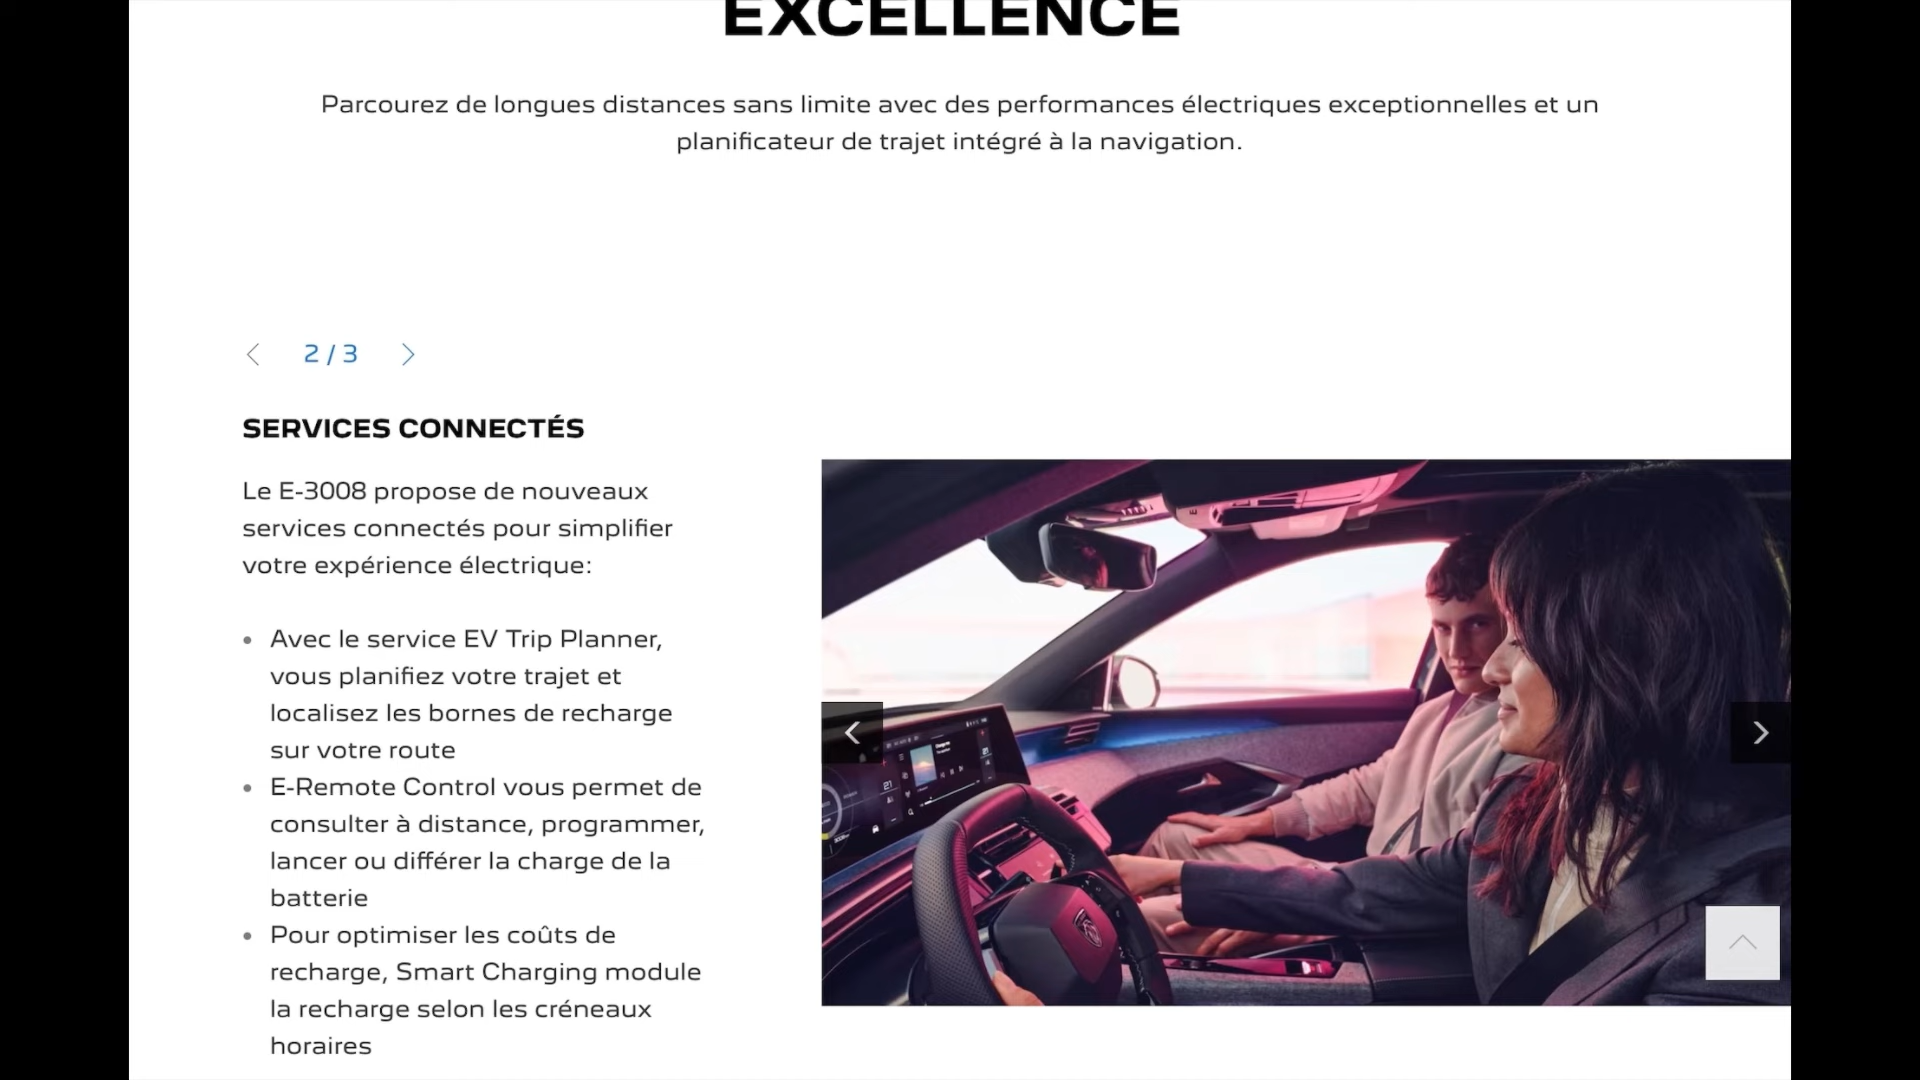 EXCELLENCE
Parcourez de longues distances sans limite avec des performances électriques exceptionnelles et un
planificateur de trajet intégré à la navigation.
2 / 3
SERVICES CONNECTÉS
Le E-3008 propose de nouveaux
services connectés pour simplifier
votre expérience électrique:
• Avec le service EV Trip Planner,
vous planifiez votre trajet et
localisez les bornes de recharge
sur votre route
• E-Remote Control vous permet de
consulter à distance, programmer,
lancer ou différer la charge de la
batterie
• Pour optimiser les coûts de
recharge, Smart Charging module
la recharge selon les créneaux
horaires
21
21